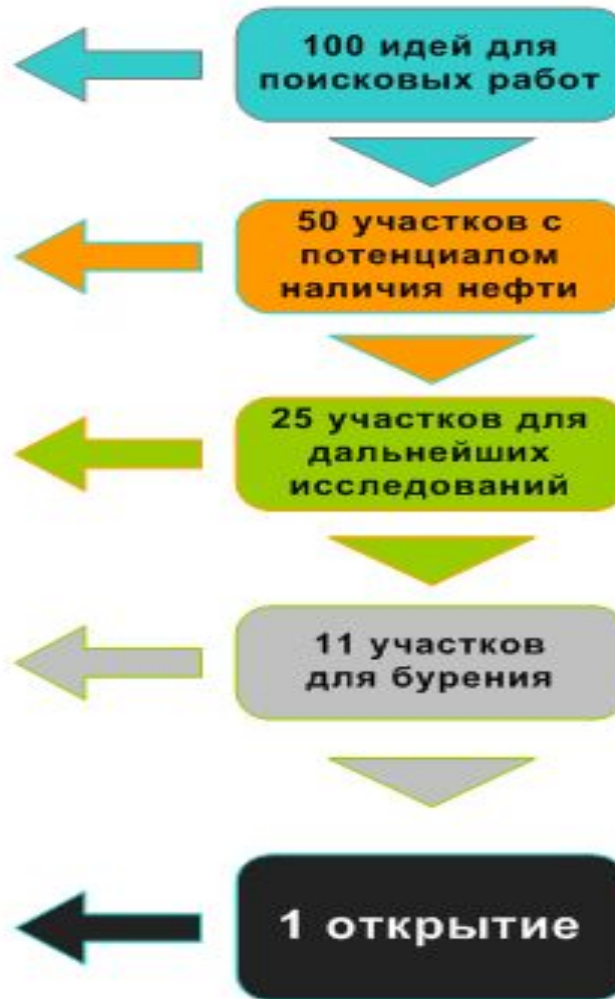 100 идей для
поисковых работ
50 участков с
потенциалом
наличия нефти
25 участков для
дальнейших
исследований
11 участков
для бурения
1 открытие